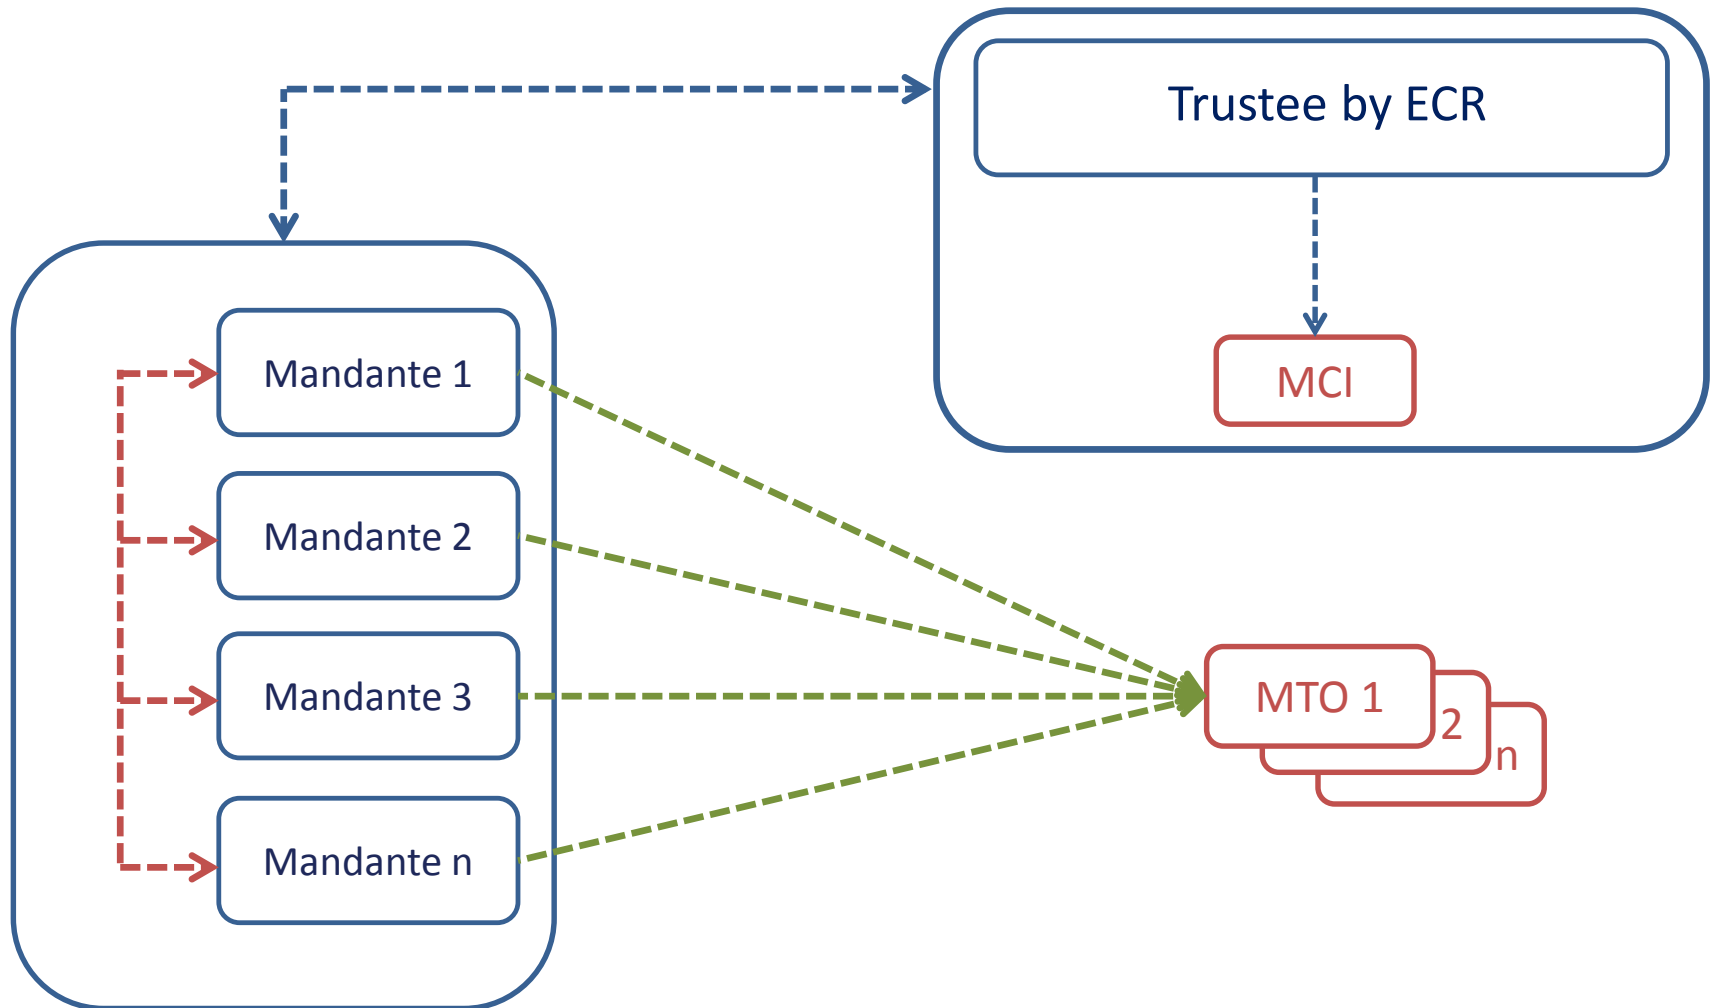 Trustee by ECR
MCI
Mandante 1
Mandante 2
Mandante 3
Mandante n
MTO 1
2
n